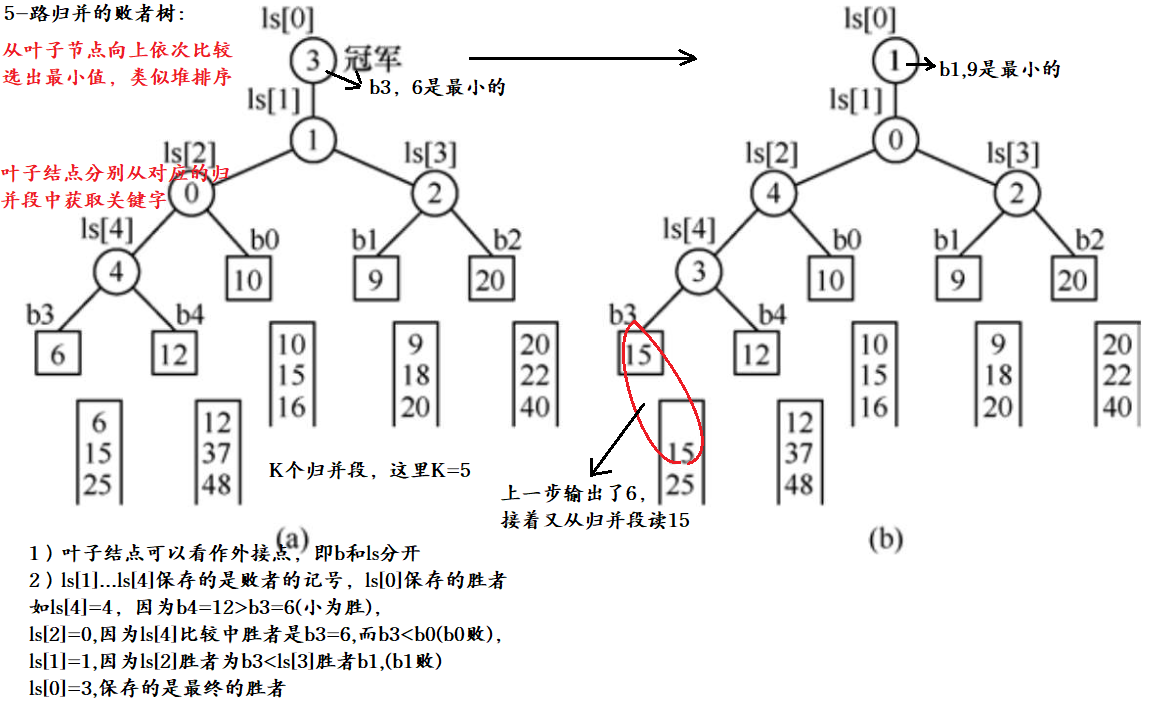 5-路归并的败者树:
从叶子节点向上依次比较
选出最小值，类似堆排序
ls[0]
3 冠军
b3，6是最小的
ls[1]
1
叶子结点分别从对应的归
并段中获取关键字
ls[2]
0
ls[3]
2
ls[4]
4
b0
10
b1
9
b2
20
b3
6
b4
12
10
15
16
9
18
20
20
22
40
6
15
25
12
37
48
K个归并段，这里K=5
(a)
ls[0]
1
b1,9是最小的
ls[1]
0
ls[2]
4
ls[3]
2
ls[4]
3
b0
10
b1
9
b2
20
b3
15
b4
12
10
15
16
9
18
20
20
22
40
15
25
12
37
48
上一步输出了6，
接着又从归并段读15
(b)
1）叶子结点可以看作外接点，即b和ls分开
2）ls[1]...ls[4]保存的是败者的记号，ls[0]保存的胜者
如ls[4]=4，因为b4=12>b3=6(小为胜)，
ls[2]=0,因为ls[4]比较中胜者是b3=6,而b3<b0(b0败)，
ls[1]=1,因为ls[2]胜者为b3<ls[3]胜者b1,(b1败)
ls[0]=3,保存的是最终的胜者